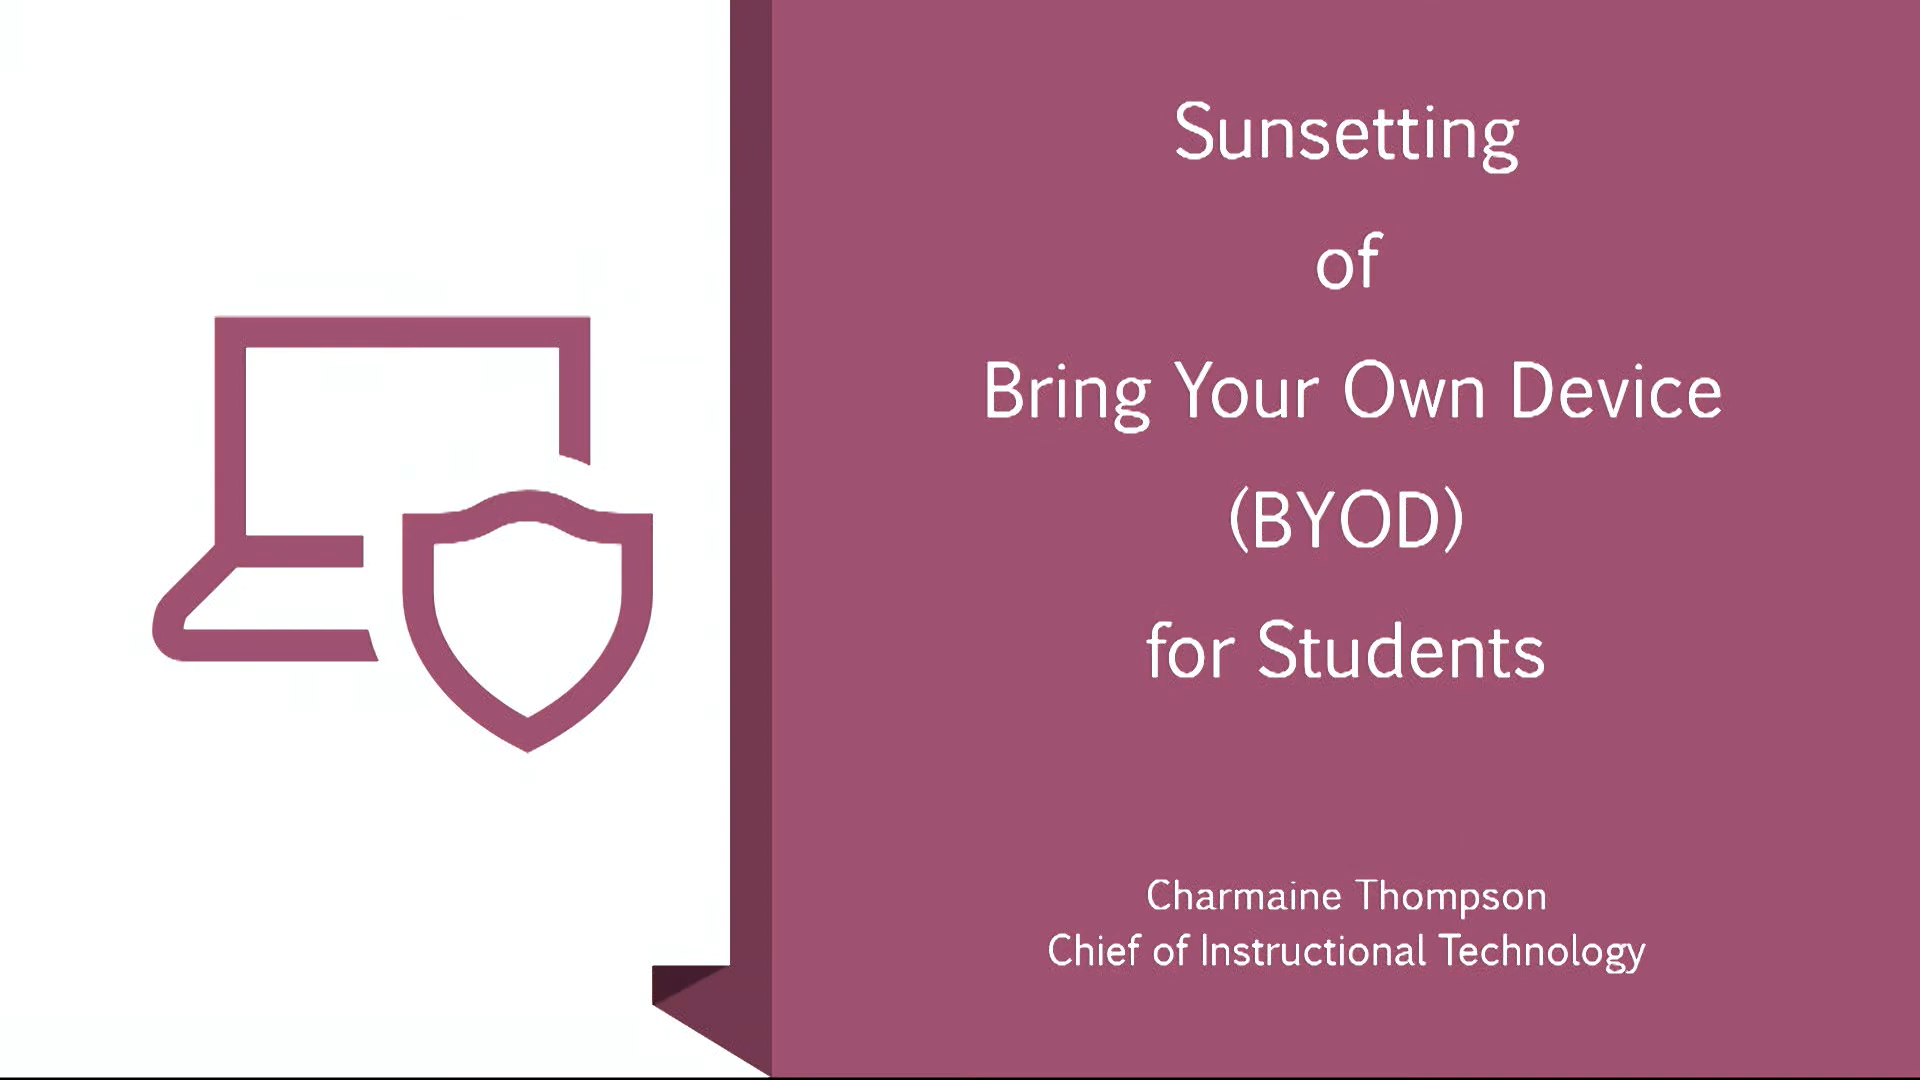 Sunsetting
of
Bring Your Own Device
(BYOD)
for Students
Charmaine Thompson
Chief of Instructional Technology